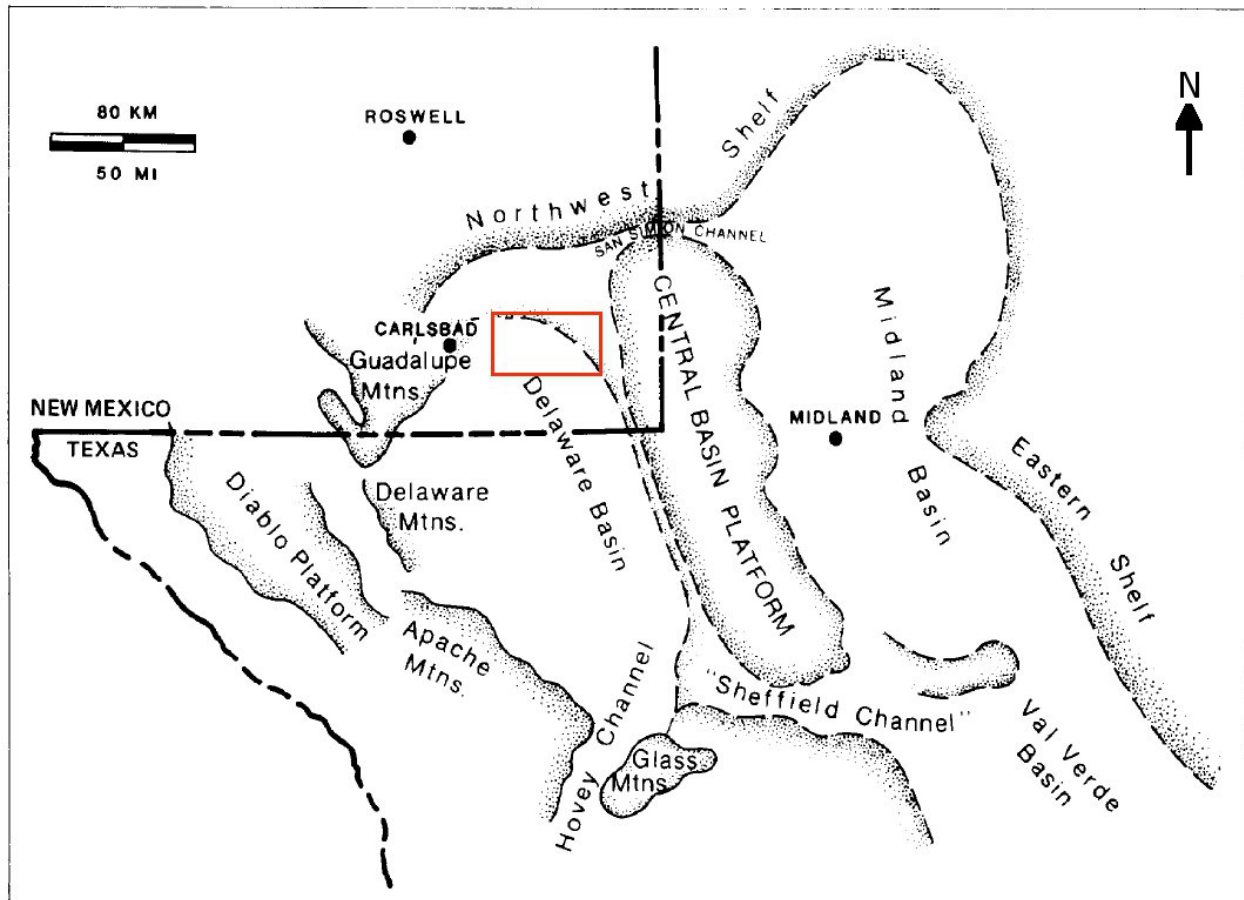 80 KM
50 MI
ROSWELL
N
Shelf
Northwest
SAN SIMON CHANNEL
CARLSBAD
Guadalupe
Mtns.
CENTRAL BASIN PLATFORM
Midland
Basin
Delaware Basin
MIDLAND
NEW MEXICO
TEXAS
Eastern
Shelf
Diablo Platform
Delaware
Mtns.
Apache
Mtns.
Hovey Channel
"Sheffield Channel"
Glass
Mtns.
Val Verde
Basin